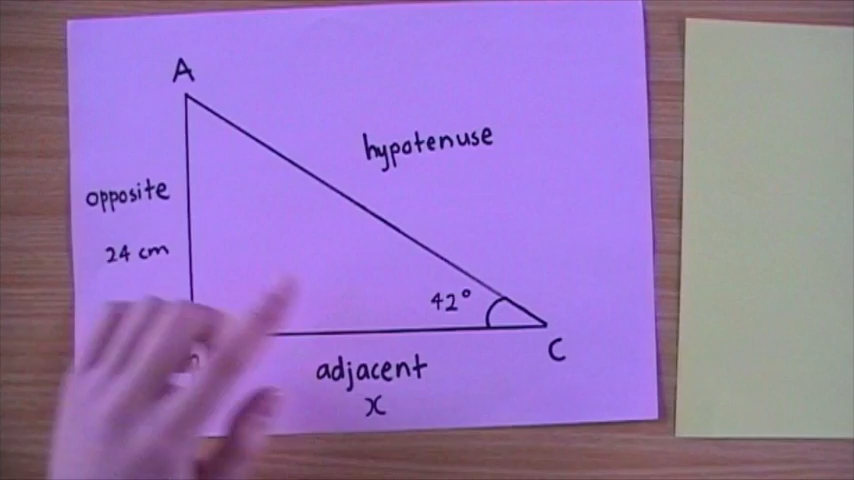 A
hypotenuse
opposite
24 cm
42°
C
adjacent
x